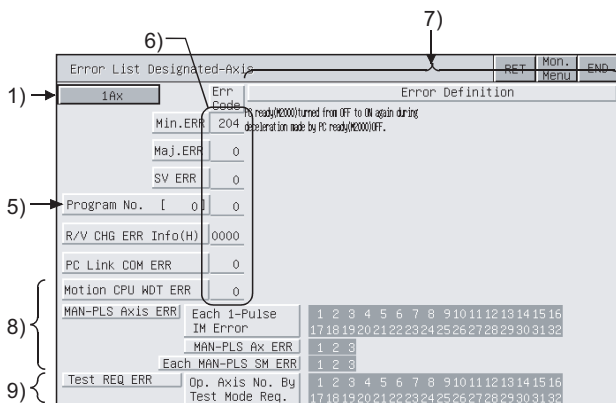 6)
7)
Error List Designated-Axis RET Mon. Menu END
1) 1Ax Err Code Error Definition
Min.ERR 204 PC ready(M2000)turned from OFF to ON again during
deceleration made by PC ready(M2000)OFF.
Maj.ERR 0
SV ERR 0
5) Program No. [ 0] 0
R/V CHG ERR Info(H) 0000
PC Link COM ERR 0
Motion CPU WDT ERR 0
8) MAN-PLS Axis ERR Each 1-Pulse 1 2 3 4 5 6 7 8 9 10 11 12 13 14 15 16
IM Error 17 18 19 20 21 22 23 24 25 26 27 28 29 30 31 32
MAN-PLS Ax ERR 1 2 3
Each MAN-PLS SM ERR 1 2 3
9) Test REQ ERR Op. Axis No. By 1 2 3 4 5 6 7 8 9 10 11 12 13 14 15 16
Test Mode Req. 17 18 19 20 21 22 23 24 25 26 27 28 29 30 31 32